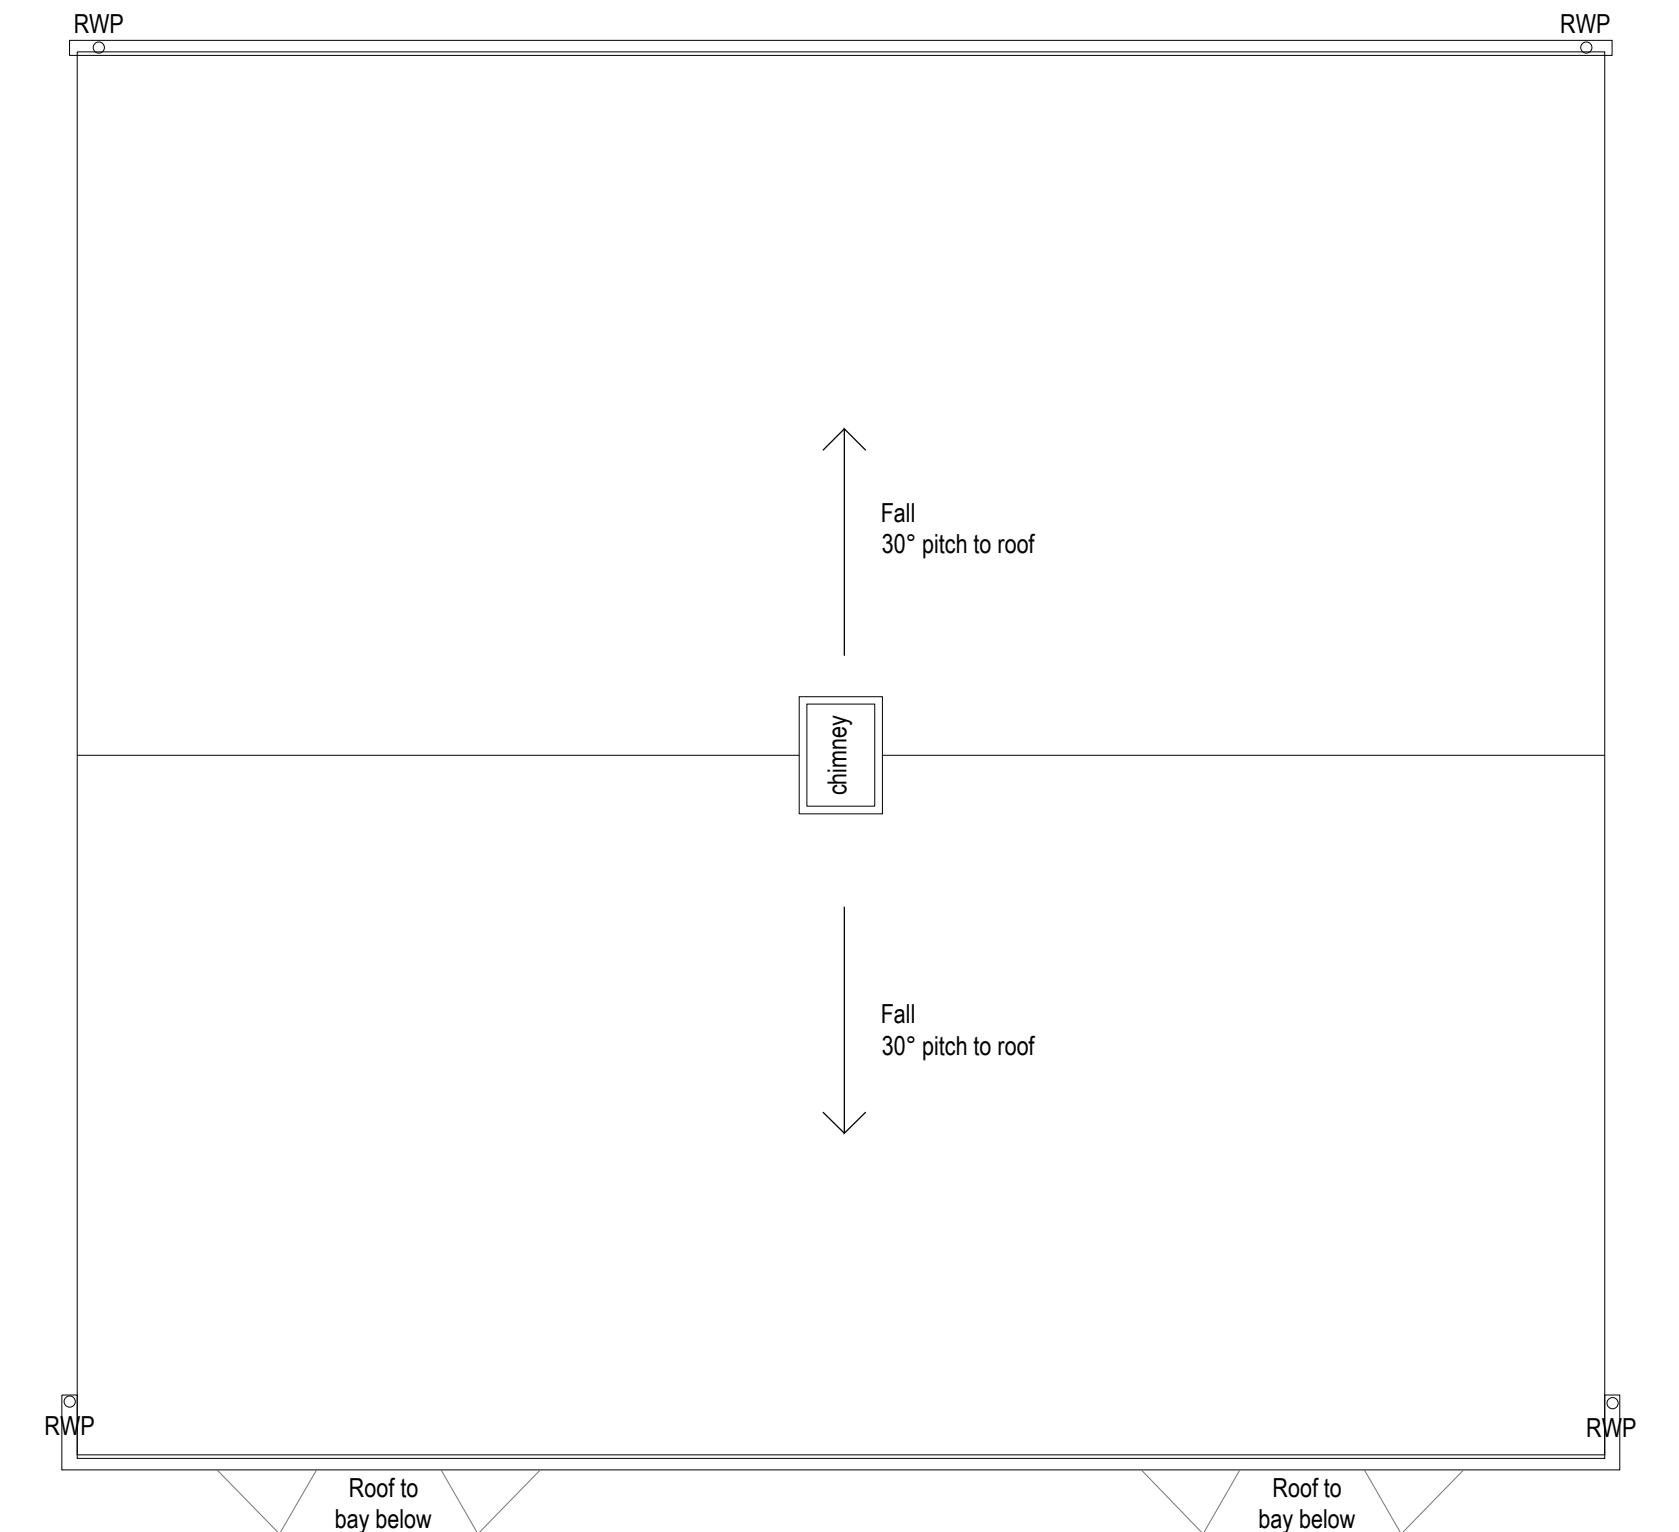 RWP
RWP
Fall
30° pitch to roof
chimney
Fall
30° pitch to roof
RWP
RWP
Roof to
bay below
Roof to
bay below